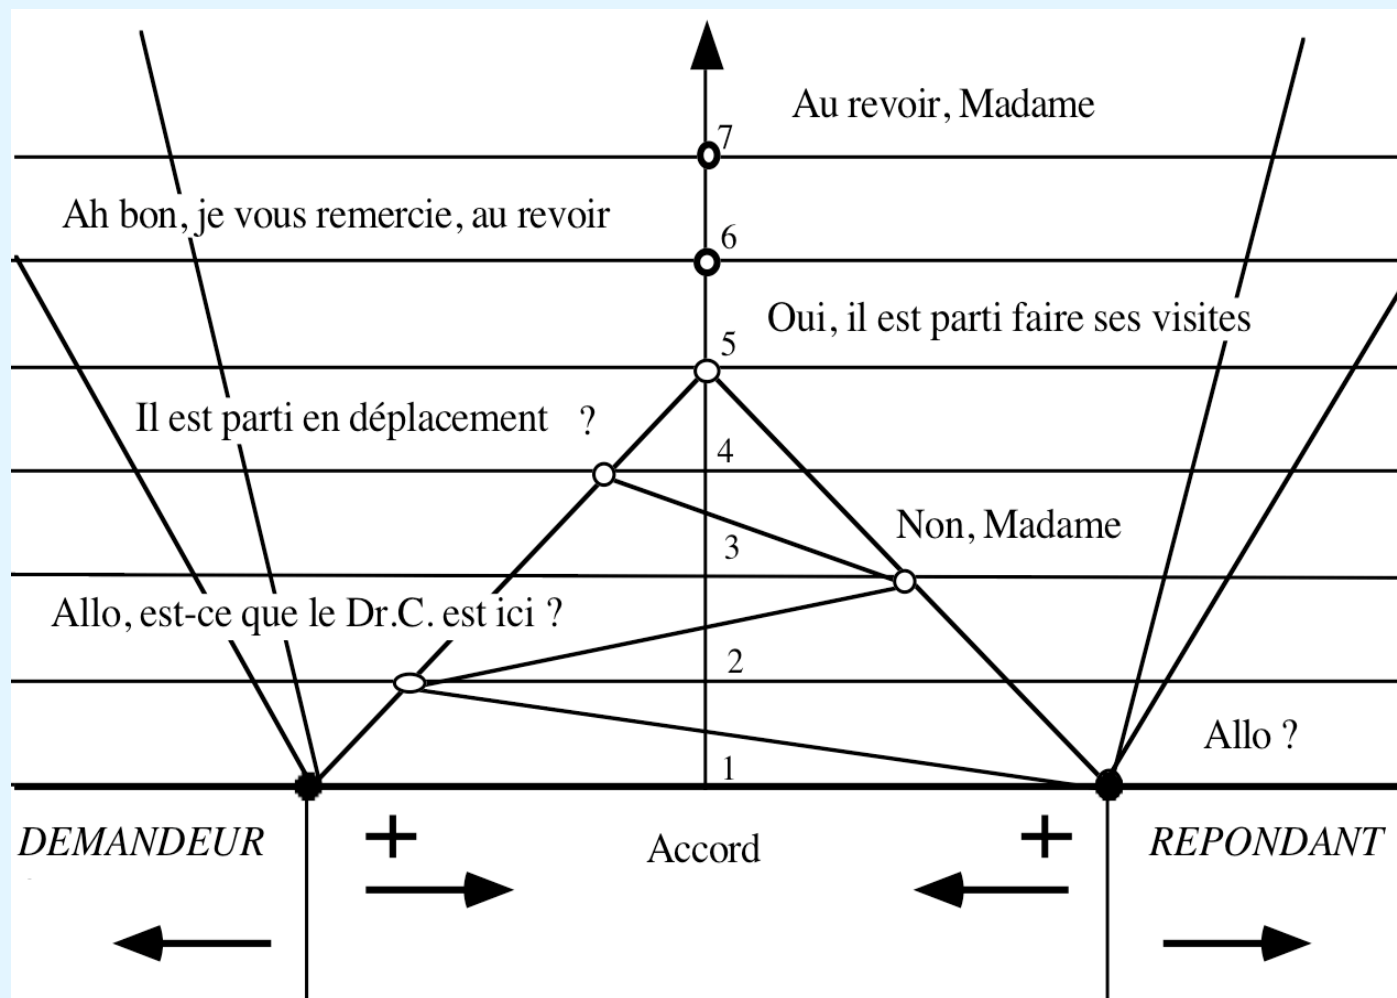 Au revoir, Madame
7
Ah bon, je vous remercie, au revoir
6
Oui, il est parti faire ses visites
5
Il est parti en déplacement ?
4
Non, Madame
3
Allo, est-ce que le Dr.C. est ici ?
2
Allo ?
1
DEMANDEUR + Accord + REPONDANT